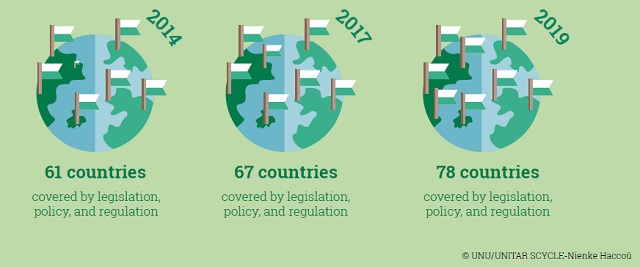 2014
61 countries
covered by legislation,
policy, and regulation
2017
67 countries
covered by legislation,
policy, and regulation
2019
78 countries
covered by legislation,
policy, and regulation
© UNU/UNITAR SCYCLE-Nienke Haccoû